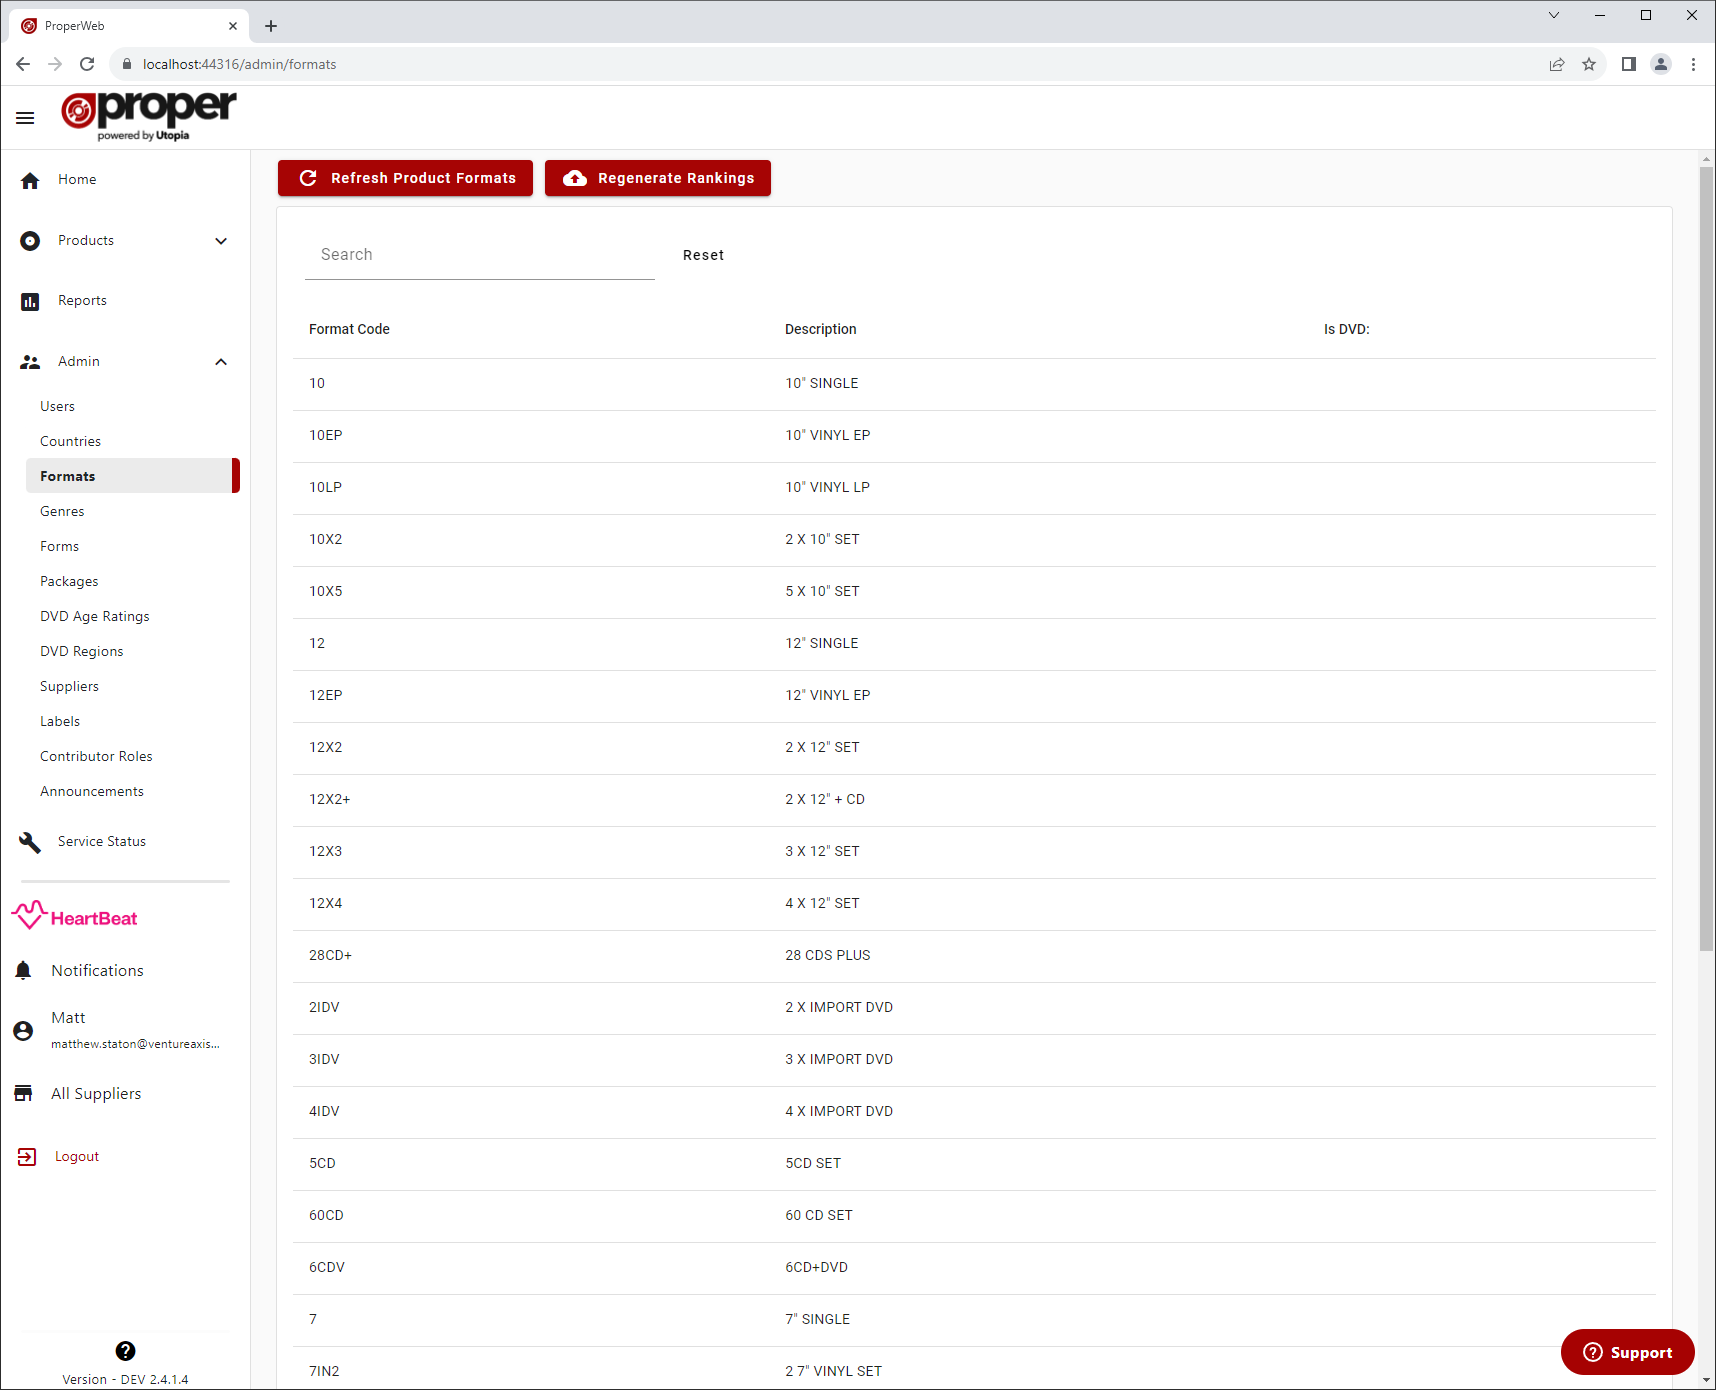 ProperWeb
localhost:44316/admin/formats
proper
powered by Utopia
Home
Products
Reports
Admin
Users
Countries
Formats
Genres
Forms
Packages
DVD Age Ratings
DVD Regions
Suppliers
Labels
Contributor Roles
Announcements
Service Status
HeartBeat
Notifications
Matt
matthew.staton@ventureaxis...
All Suppliers
Logout
Version - DEV 2.4.1.4
Refresh Product Formats Regenerate Rankings
Search Reset
Format Code Description Is DVD:
10 10" SINGLE
10EP 10" VINYL EP
10LP 10" VINYL LP
10X2 2 X 10" SET
10X5 5 X 10" SET
12 12" SINGLE
12EP 12" VINYL EP
12X2 2 X 12" SET
12X2+ 2 X 12" + CD
12X3 3 X 12" SET
12X4 4 X 12" SET
28CD+ 28 CDS PLUS
2IDV 2 X IMPORT DVD
3IDV 3 X IMPORT DVD
4IDV 4 X IMPORT DVD
5CD 5CD SET
60CD 60 CD SET
6CDV 6CD+DVD
7 7" SINGLE
7IN2 2 7" VINYL SET
Support